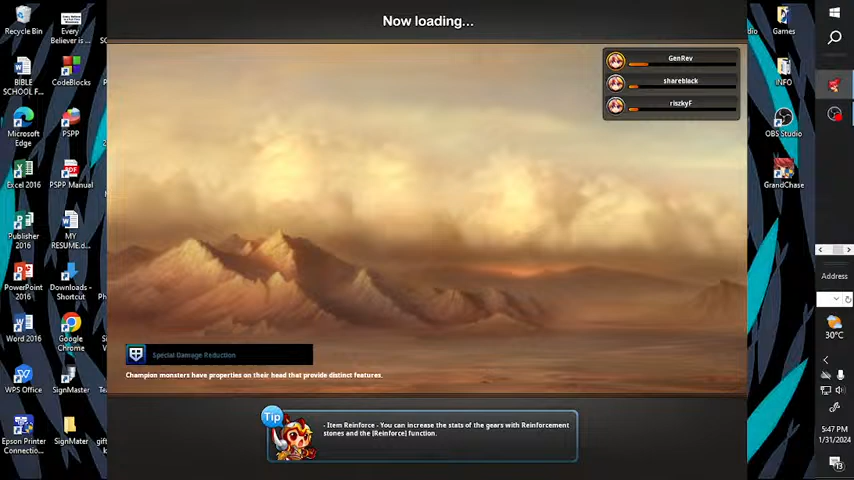 Now loading...
GenRev
shareblack
riszkyF
Special Damage Reduction
Champion monsters have properties on their head that provide distinct features.
Tip
- Item Reinforce - You can increase the stats of the gears with Reinforcement
stones and the [Reinforce] function.
Recycle Bin
Every
Believer is...
BIBLE
SCHOOL F...
CodeBlocks
Microsoft
Edge
PSPP
Excel 2016
PSPP Manual
Publisher
2016
MY
RESUME.d...
PowerPoint
2016
Downloads -
Shortcut
Word 2016
Google
Chrome
WPS Office
SignMaster
Epson Printer
Connectio...
SignMater
Games
INFO
OBS Studio
GrandChase
Address
30°C
5:47 PM
1/31/2024